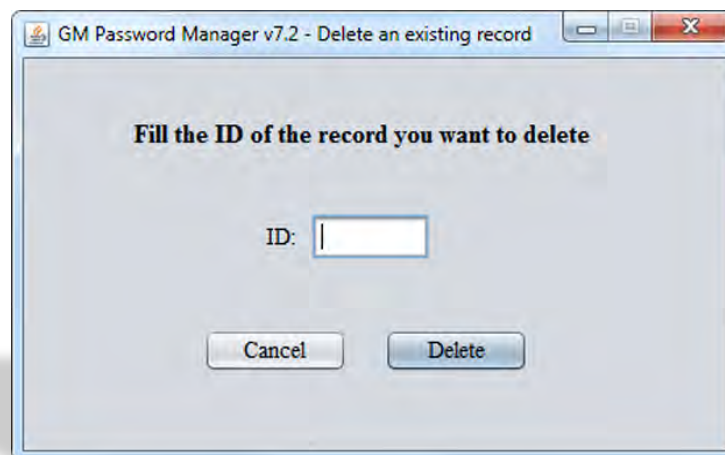 GM Password Manager v7.2 - Delete an existing record
Fill the ID of the record you want to delete
ID:
Cancel Delete